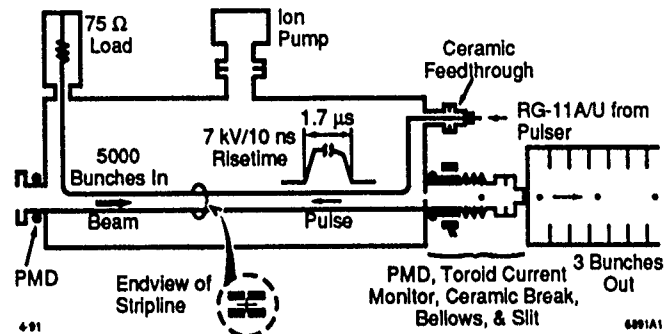 75 Ω
Load
Ion
Pump
Ceramic
Feedthrough
1.7 μs
7 kV/10 ns
Risetime
RG-11A/U from
Pulser
5000
Bunches In
Beam
Pulse
PMD
Endview of
Stripline
PMD, Toroid Current
Monitor, Ceramic Break,
Bellows, & Slit
3 Bunches
Out
4-91
6891A1